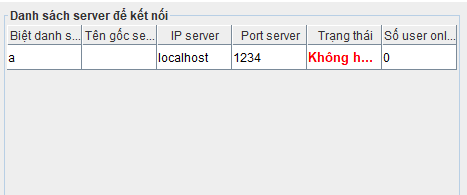 Danh sách server để kết nối
Biệt danh s... Tên gốc se... IP server Port server Trạng thái Số user onl...
a localhost 1234 Không h... 0